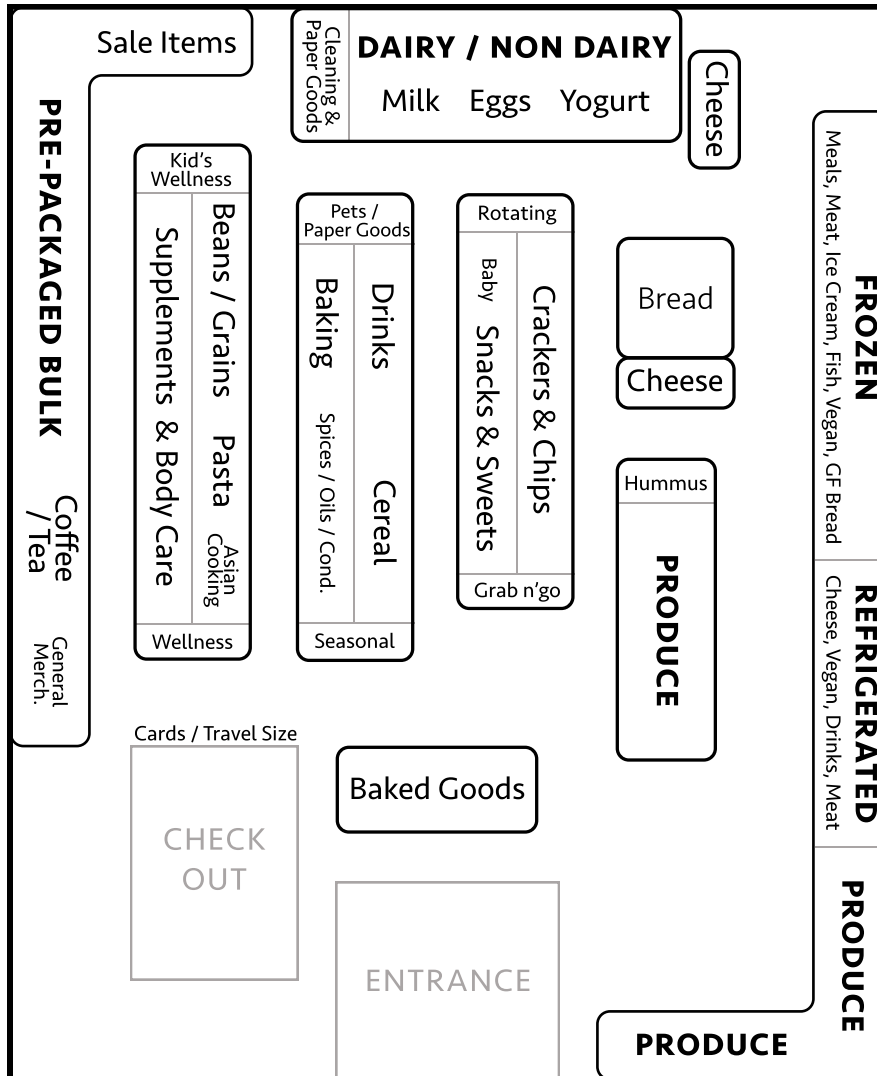 Sale Items
Cleaning &
Paper Goods
DAIRY / NON DAIRY
Milk Eggs Yogurt
Cheese
PRE-PACKAGED BULK
Coffee
/ Tea
General
Merch.
Kid's
Wellness
Supplements & Body Care
Beans / Grains Pasta
Asian
Cooking
Wellness
Pets /
Paper Goods
Baking
Spices / Oils / Cond.
Drinks
Cereal
Seasonal
Rotating
Baby Snacks & Sweets
Crackers & Chips
Grab n'go
Bread
Cheese
Hummus
PRODUCE
FROZEN
Meals, Meat, Ice Cream, Fish, Vegan, GF Bread
REFRIGERATED
Cheese, Vegan, Drinks, Meat
PRODUCE
PRODUCE
Cards / Travel Size
CHECK
OUT
Baked Goods
ENTRANCE